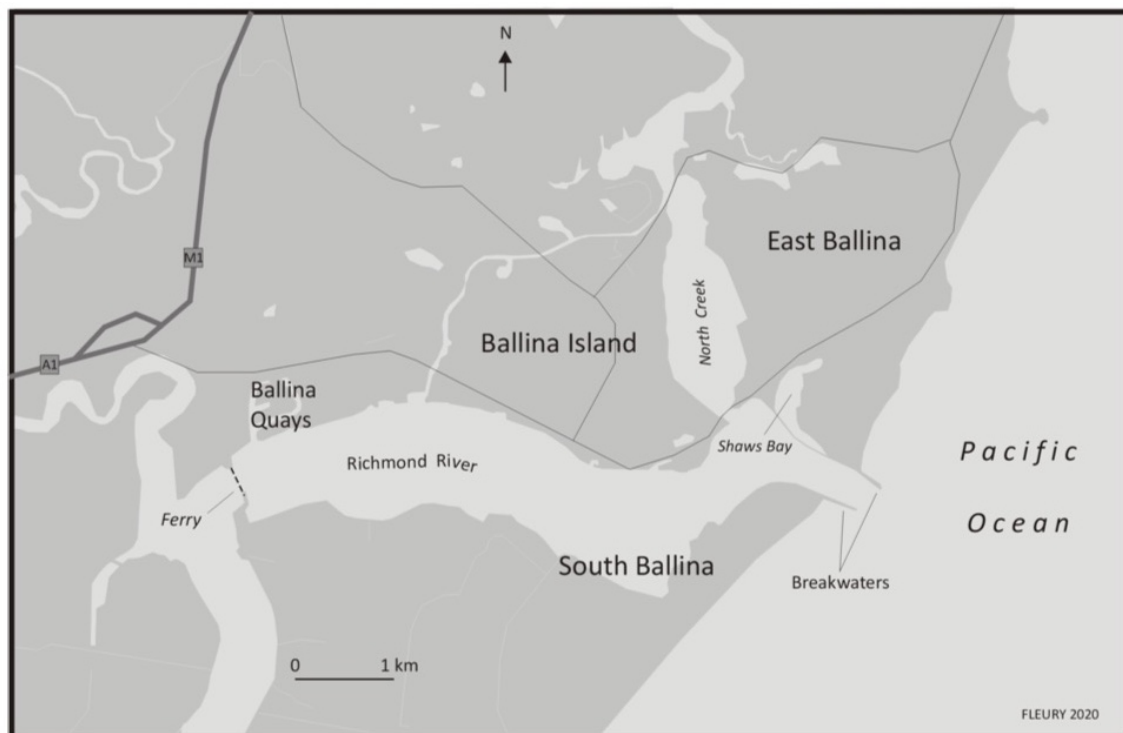 N
M1
East Ballina
North Creek
Ballina Island
A1
Ballina
Quays
Shaws Bay
Richmond River
Pacific
Ocean
Ferry
South Ballina
Breakwaters
0 1 km
FLEURY 2020